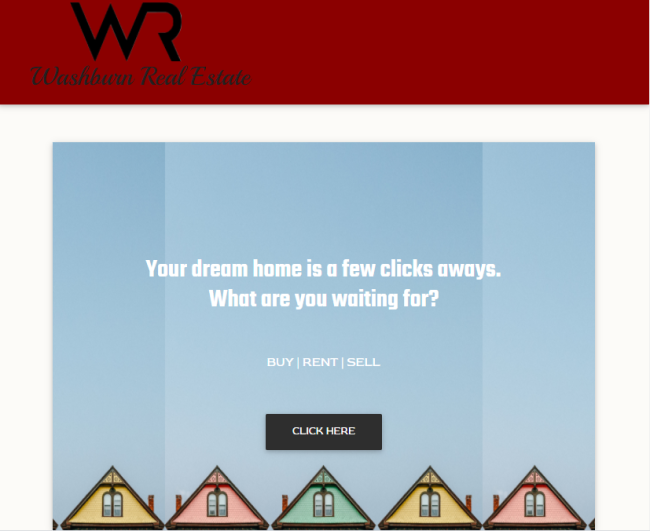 WR
Washburn Real Estate
Your dream home is a few clicks aways.
What are you waiting for?
BUY | RENT | SELL
CLICK HERE